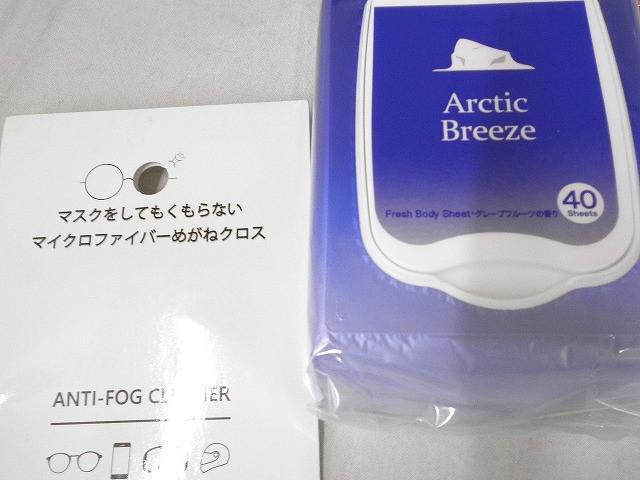 マスクをしてもくもらない
マイクロファイバーめがねクロス
ANTI-FOG
Arctic
Breeze
Fresh Body Sheet・グレープフルーツの香り
40
Sheets